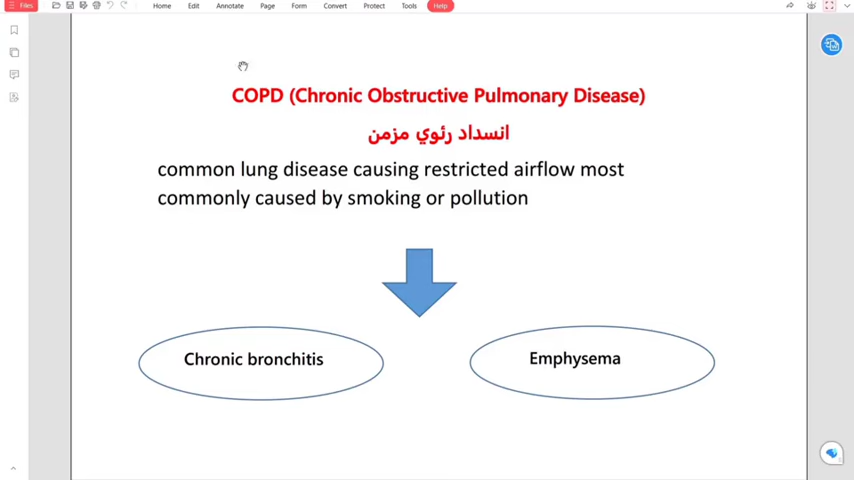 Files
Home Edit Annotate Page Form Convert Protect Tools Help
COPD (Chronic Obstructive Pulmonary Disease)
انسداد رئوي مزمن
common lung disease causing restricted airflow most
commonly caused by smoking or pollution
Chronic bronchitis
Emphysema